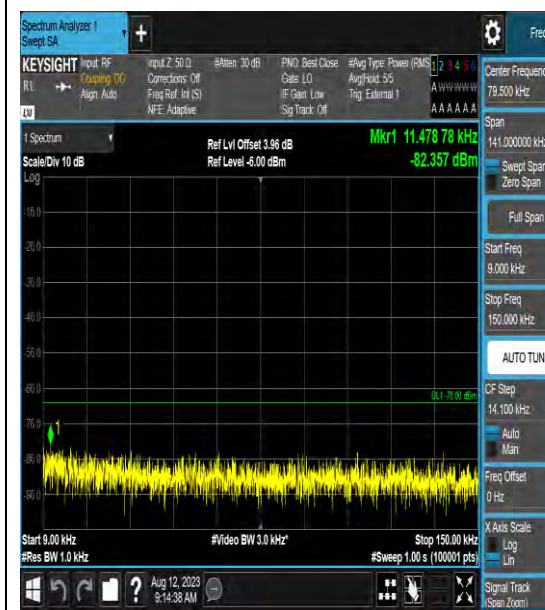 Spectrum Analyzer 1
Swept SA
Freq
KEYSIGHT Input: RF Input Z: 50 Ω #Atten: 30 dB PNO: Best Close #Avg Type: Power (RMS 1 2 3 4 5 6
RL Coupling: DC Corrections: Off Gate: LO Avg|Hold: 5/5 A W W W W W
Align: Auto Freq Ref: Int (S) IF Gain: Low Trig: External 1
LXI NFE: Adaptive Sig Track: Off A A A A A A
1 Spectrum
Scale/Div 10 dB
Ref Lvl Offset 3.96 dB
Ref Level -6.00 dBm
Mkr1 11.478 78 kHz
-82.357 dBm
Log
-16.0
-26.0
-36.0
-46.0
-56.0
-66.0
DL1 -70.00 dBm
-76.0
1
-86.0
-96.0
Start 9.00 kHz #Video BW 3.0 kHz* Stop 150.00 kHz
#Res BW 1.0 kHz #Sweep 1.00 s (100001 pts)
Aug 12, 2023
9:14:38 AM
?
Center Frequenc
79.500 kHz
Span
141.000000 kHz
Swept Span
Zero Span
Full Span
Start Freq
9.000 kHz
Stop Freq
150.000 kHz
AUTO TUN
CF Step
14.100 kHz
Auto
Man
Freq Offset
0 Hz
X Axis Scale
Log
Lin
Signal Track
(Span Zoom)